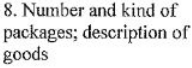 8. Number and kind of
packages; description of
goods